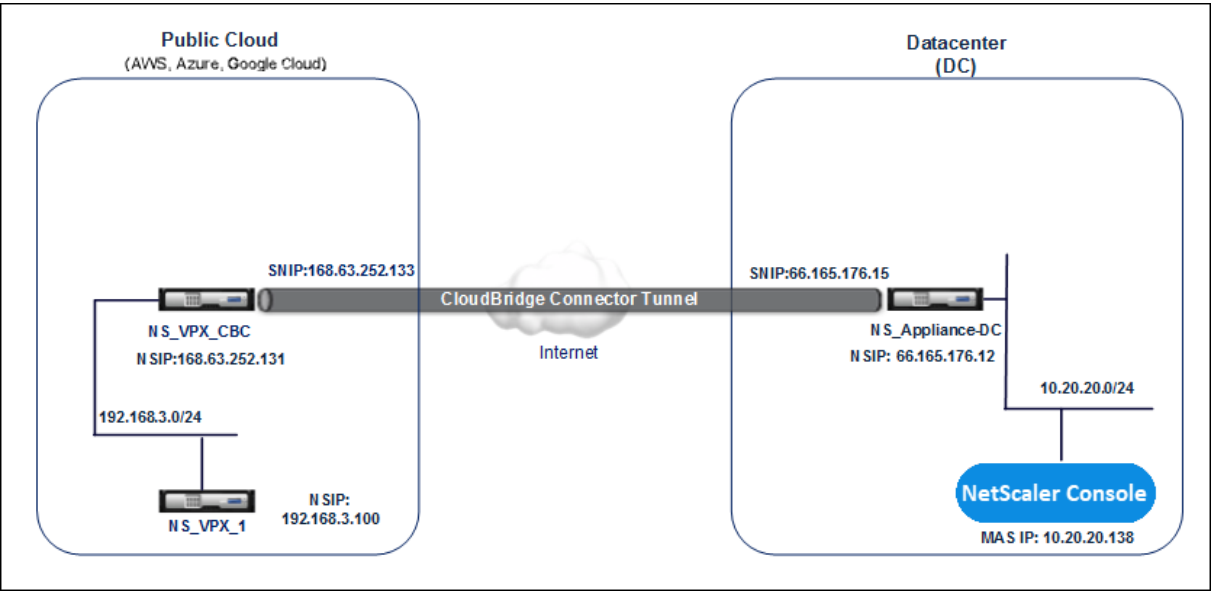 Public Cloud
(AWS, Azure, Google Cloud)
Datacenter
(DC)
SNIP:168.63.252.133
SNIP:66.165.176.15
CloudBridge Connector Tunnel
NS_VPX_CBC
NSIP:168.63.252.131
Internet
NS_Appliance-DC
NSIP: 66.165.176.12
192.168.3.0/24
10.20.20.0/24
NS_VPX_1
NSIP:
192.168.3.100
NetScaler Console
MAS IP: 10.20.20.138